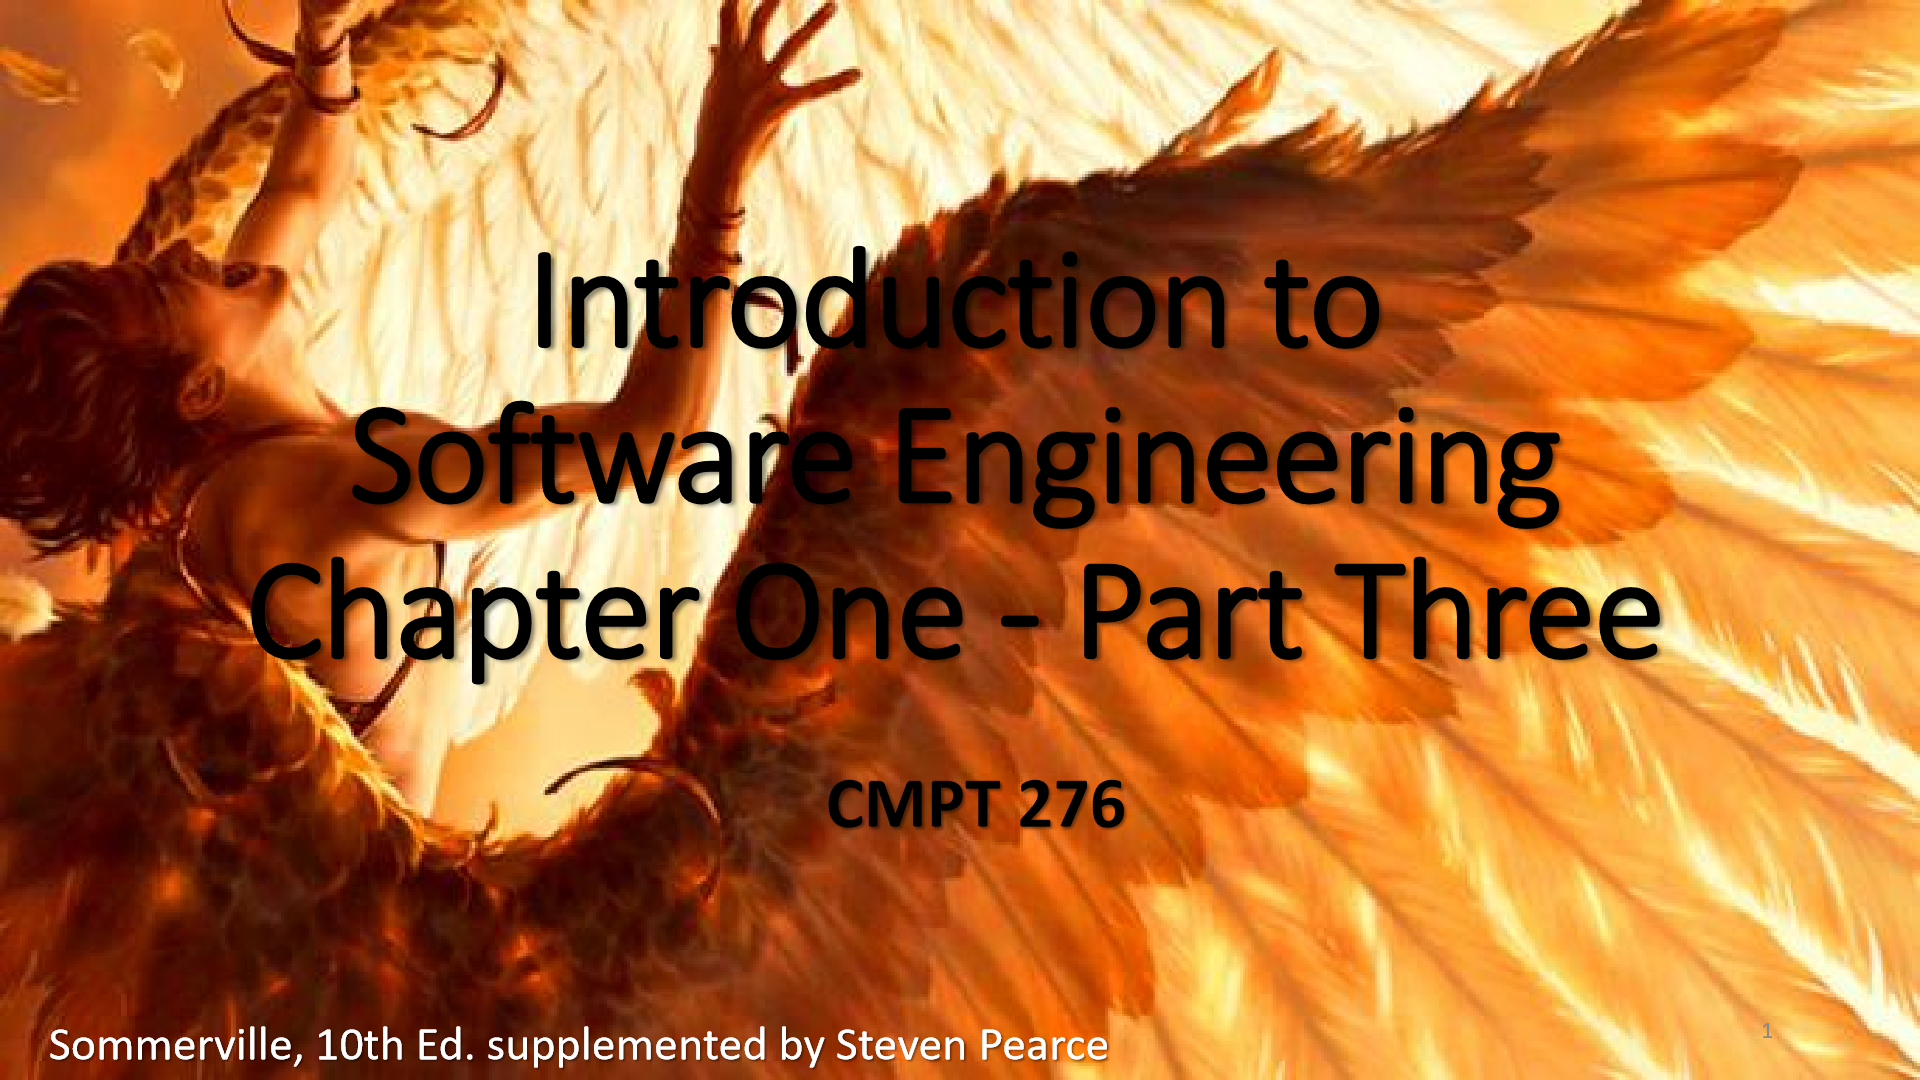 Introduction to
Software Engineering
Chapter One - Part Three
CMPT 276
Sommerville, 10th Ed. supplemented by Steven Pearce
1